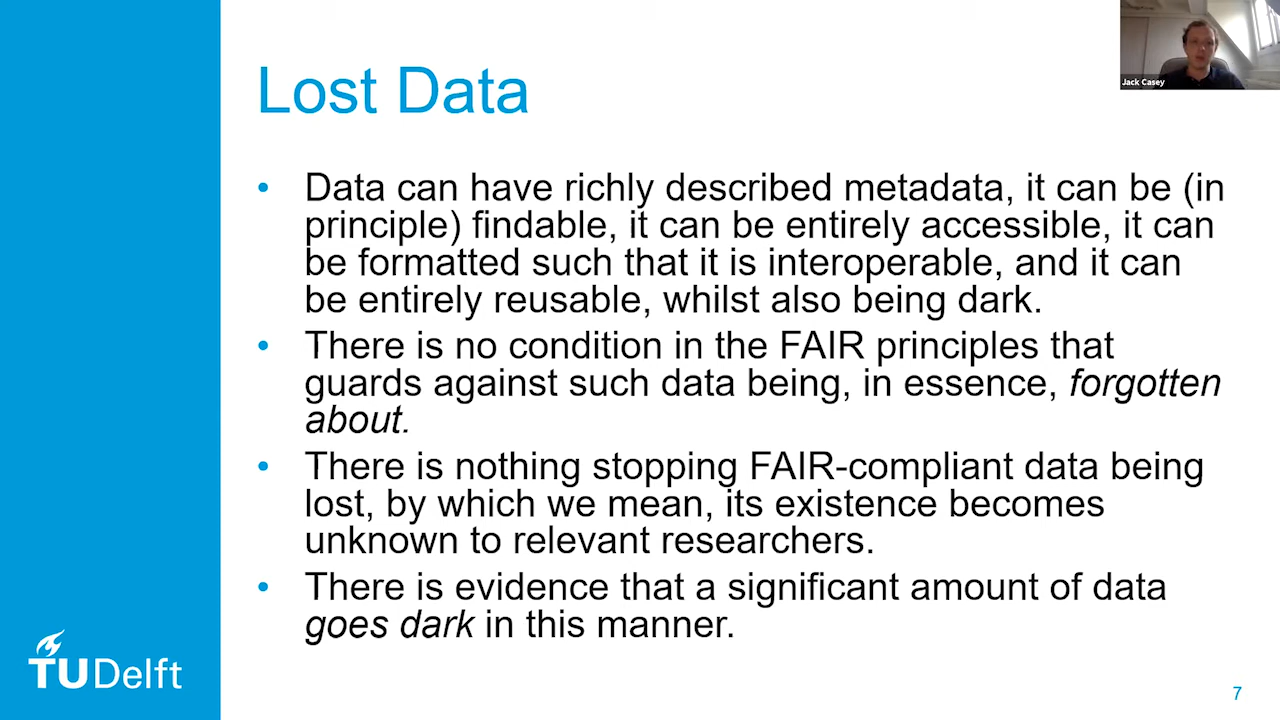 Jack Casey
Lost Data
• Data can have richly described metadata, it can be (in
principle) findable, it can be entirely accessible, it can
be formatted such that it is interoperable, and it can
be entirely reusable, whilst also being dark.
• There is no condition in the FAIR principles that
guards against such data being, in essence, forgotten
about.
• There is nothing stopping FAIR-compliant data being
lost, by which we mean, its existence becomes
unknown to relevant researchers.
• There is evidence that a significant amount of data
goes dark in this manner.
TU Delft
7